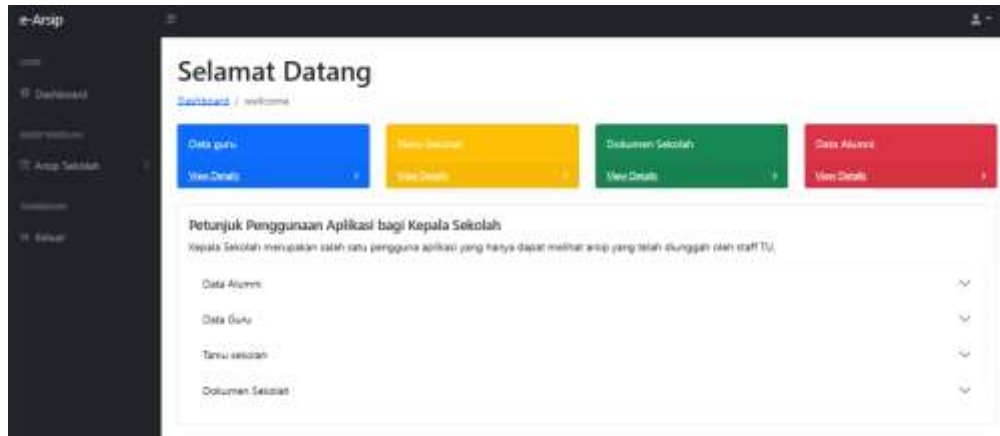 e-Arsip
Selamat Datang
Dashboard / wellcome
Dashboard
Arsip Sekolah
Keluar
Data guru
View Details
Tamu Sekolah
View Details
Dokumen Sekolah
View Details
Data Alumni
View Details
Petunjuk Penggunaan Aplikasi bagi Kepala Sekolah
Kepala Sekolah merupakan salah satu pengguna aplikasi yang hanya dapat melihat arsip yang telah diunggah oleh staff TU.
Data Alumni
Data Guru
Tamu sekolah
Dokumen Sekolah